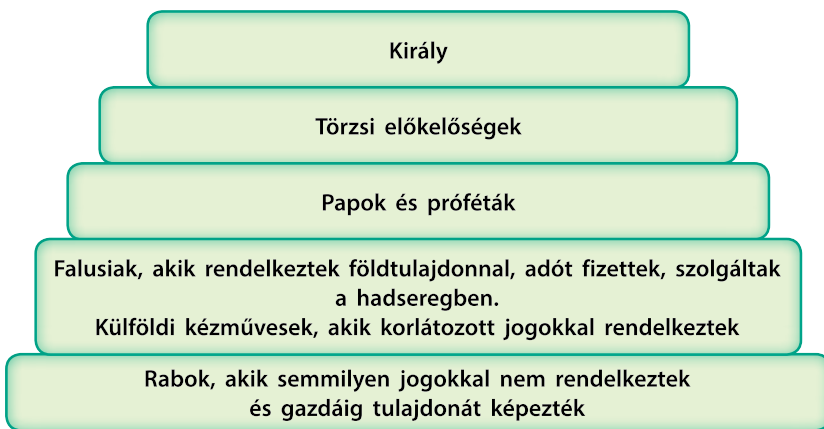 Király
Törzsi előkelőségek
Papok és próféták
Falusiak, akik rendelkeztek földtulajdonnal, adót fizettek, szolgáltak
a hadseregben.
Külföldi kézművesek, akik korlátozott jogokkal rendelkeztek
Rabok, akik semmilyen jogokkal nem rendelkeztek
és gazdáig tulajdonát képezték